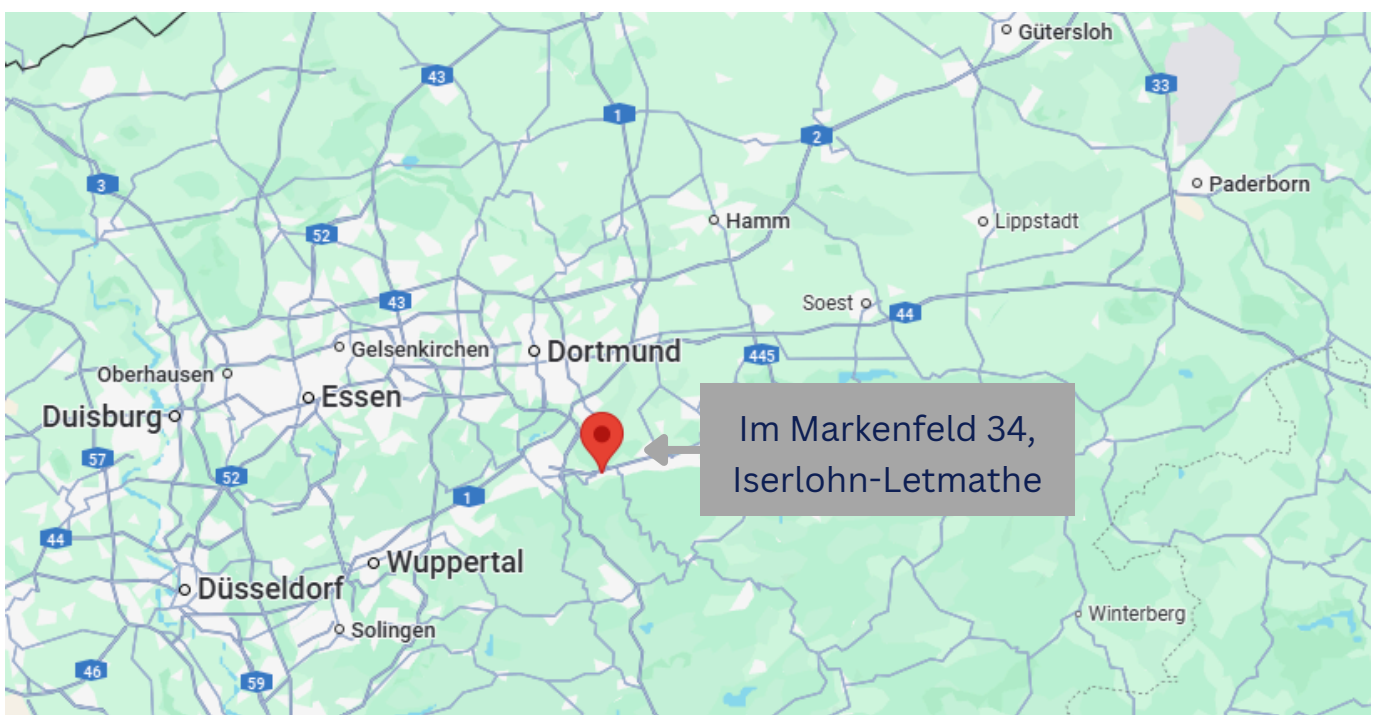 Gütersloh
43
33
1
2
3
Paderborn
Hamm
Lippstadt
52
43
Soest
44
Gelsenkirchen
Dortmund
445
Oberhausen
Essen
Duisburg
Im Markenfeld 34,
Iserlohn-Letmathe
57
52
1
44
Wuppertal
Düsseldorf
Winterberg
Solingen
46
59